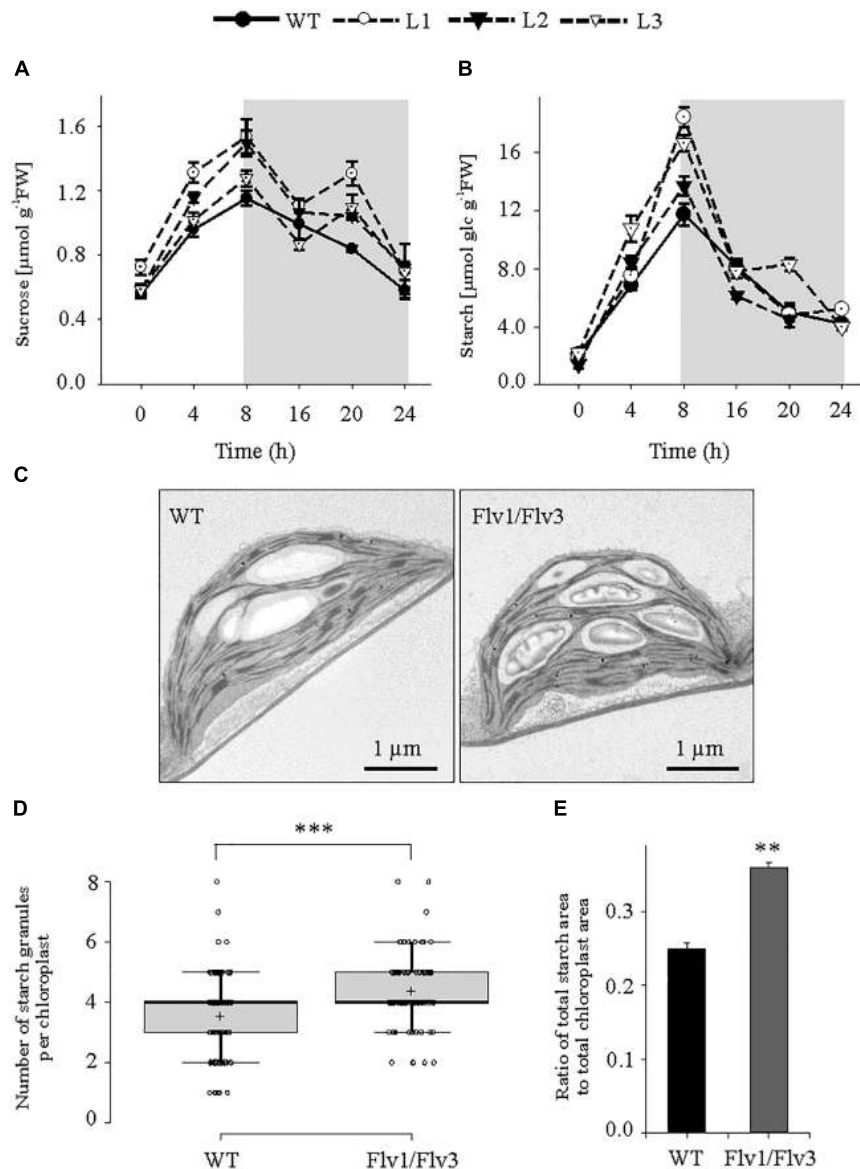 WT L1 L2 L3
A
B
Sucrose [µmol g⁻¹FW]
1.6
1.2
0.8
0.4
0.0
0 4 8 16 20 24
Time (h)
Starch [µmol glc g⁻¹FW]
16
12
8.0
4.0
0.0
0 4 8 16 20 24
Time (h)
C
WT
1 µm
Flv1/Flv3
1 µm
D
***
Number of starch granules
per chloroplast
8
6
4
2
0
WT Flv1/Flv3
E
**
Ratio of total starch area
to total chloroplast area
0.3
0.2
0.1
0.0
WT Flv1/Flv3